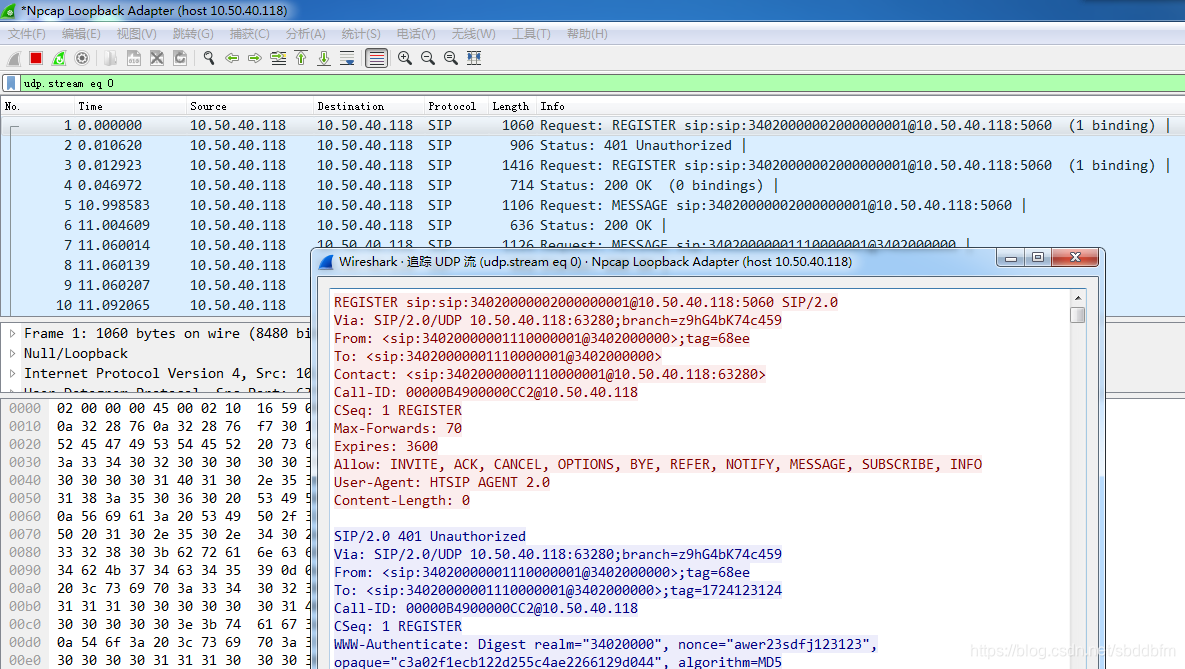 *Npcap Loopback Adapter (host 10.50.40.118)
文件(F) 编辑(E) 视图(V) 跳转(G) 捕获(C) 分析(A) 统计(S) 电话(Y) 无线(W) 工具(T) 帮助(H)
udp.stream eq 0
No. Time Source Destination Protocol Length Info
1 0.000000 10.50.40.118 10.50.40.118 SIP 1060 Request: REGISTER sip:sip:34020000002000000001@10.50.40.118:5060 (1 binding) |
2 0.010620 10.50.40.118 10.50.40.118 SIP 906 Status: 401 Unauthorized |
3 0.012923 10.50.40.118 10.50.40.118 SIP 1416 Request: REGISTER sip:sip:34020000002000000001@10.50.40.118:5060 (1 binding) |
4 0.046972 10.50.40.118 10.50.40.118 SIP 714 Status: 200 OK (0 bindings) |
5 10.998583 10.50.40.118 10.50.40.118 SIP 1106 Request: MESSAGE sip:34020000002000000001@10.50.40.118:5060 |
6 11.004609 10.50.40.118 10.50.40.118 SIP 636 Status: 200 OK |
7 11.060014 10.50.40.118 10.50.40.118 SIP 1126 Request: MESSAGE sip:34020000001110000001@3402000000 |
8 11.060139 10.50.40.118
9 11.060207 10.50.40.118
10 11.092065 10.50.40.118
Frame 1: 1060 bytes on wire (8480 bi
Null/Loopback
Internet Protocol Version 4, Src: 10
User Datagram Protocol, Src Port: 6
0000 02 00 00 00 45 00 02 10 16 59 0
0010 0a 32 28 76 0a 32 28 76 f7 30 1
0020 52 45 47 49 53 54 45 52 20 73 6
0030 3a 33 34 30 32 30 30 30 30 30 3
0040 30 30 30 30 31 40 31 30 2e 35 3
0050 31 38 3a 35 30 36 30 20 53 49 5
0060 0a 56 69 61 3a 20 53 49 50 2f 3
0070 50 20 31 30 2e 35 30 2e 34 30 2
0080 33 32 38 30 3b 62 72 61 6e 63 6
0090 34 62 4b 37 34 63 34 35 39 0d 0
00a0 20 3c 73 69 70 3a 33 34 30 32 3
00b0 31 31 31 30 30 30 30 30 30 31 4
00c0 30 30 30 30 30 3e 3b 74 61 67 3
00d0 0a 54 6f 3a 20 3c 73 69 70 3a 3
00e0 30 30 30 30 31 31 31 30 30 30 3
Wireshark · 追踪 UDP 流 (udp.stream eq 0) · Npcap Loopback Adapter (host 10.50.40.118)
REGISTER sip:sip:34020000002000000001@10.50.40.118:5060 SIP/2.0
Via: SIP/2.0/UDP 10.50.40.118:63280;branch=z9hG4bK74c459
From: <sip:34020000001110000001@3402000000>;tag=68ee
To: <sip:34020000001110000001@3402000000>
Contact: <sip:34020000001110000001@10.50.40.118:63280>
Call-ID: 00000B4900000CC2@10.50.40.118
CSeq: 1 REGISTER
Max-Forwards: 70
Expires: 3600
Allow: INVITE, ACK, CANCEL, OPTIONS, BYE, REFER, NOTIFY, MESSAGE, SUBSCRIBE, INFO
User-Agent: HTSIP AGENT 2.0
Content-Length: 0
SIP/2.0 401 Unauthorized
Via: SIP/2.0/UDP 10.50.40.118:63280;branch=z9hG4bK74c459
From: <sip:34020000001110000001@3402000000>;tag=68ee
To: <sip:34020000001110000001@3402000000>;tag=1724123124
Call-ID: 00000B4900000CC2@10.50.40.118
CSeq: 1 REGISTER
WWW-Authenticate: Digest realm="34020000", nonce="awer23sdfj123123",
opaque="c3a02f1ecb122d255c4ae2266129d044", algorithm=MD5
https://blog.csdn.net/sbddbfm